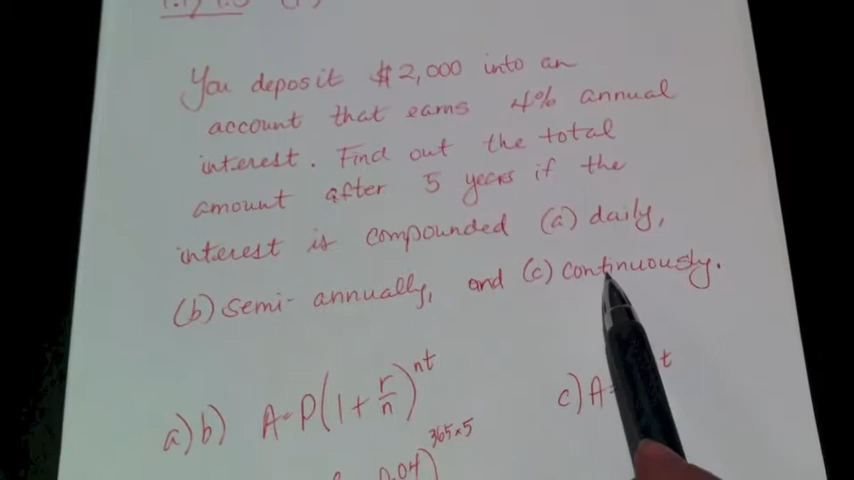 You deposit $2,000 into an
account that earns 4% annual
interest. Find out the total
amount after 5 years if the
interest is compounded (a) daily,
(b) semi-annually, and (c) continuously.
a)b) A=P(1+r/n)^nt c) A= t
0.04)^365×5